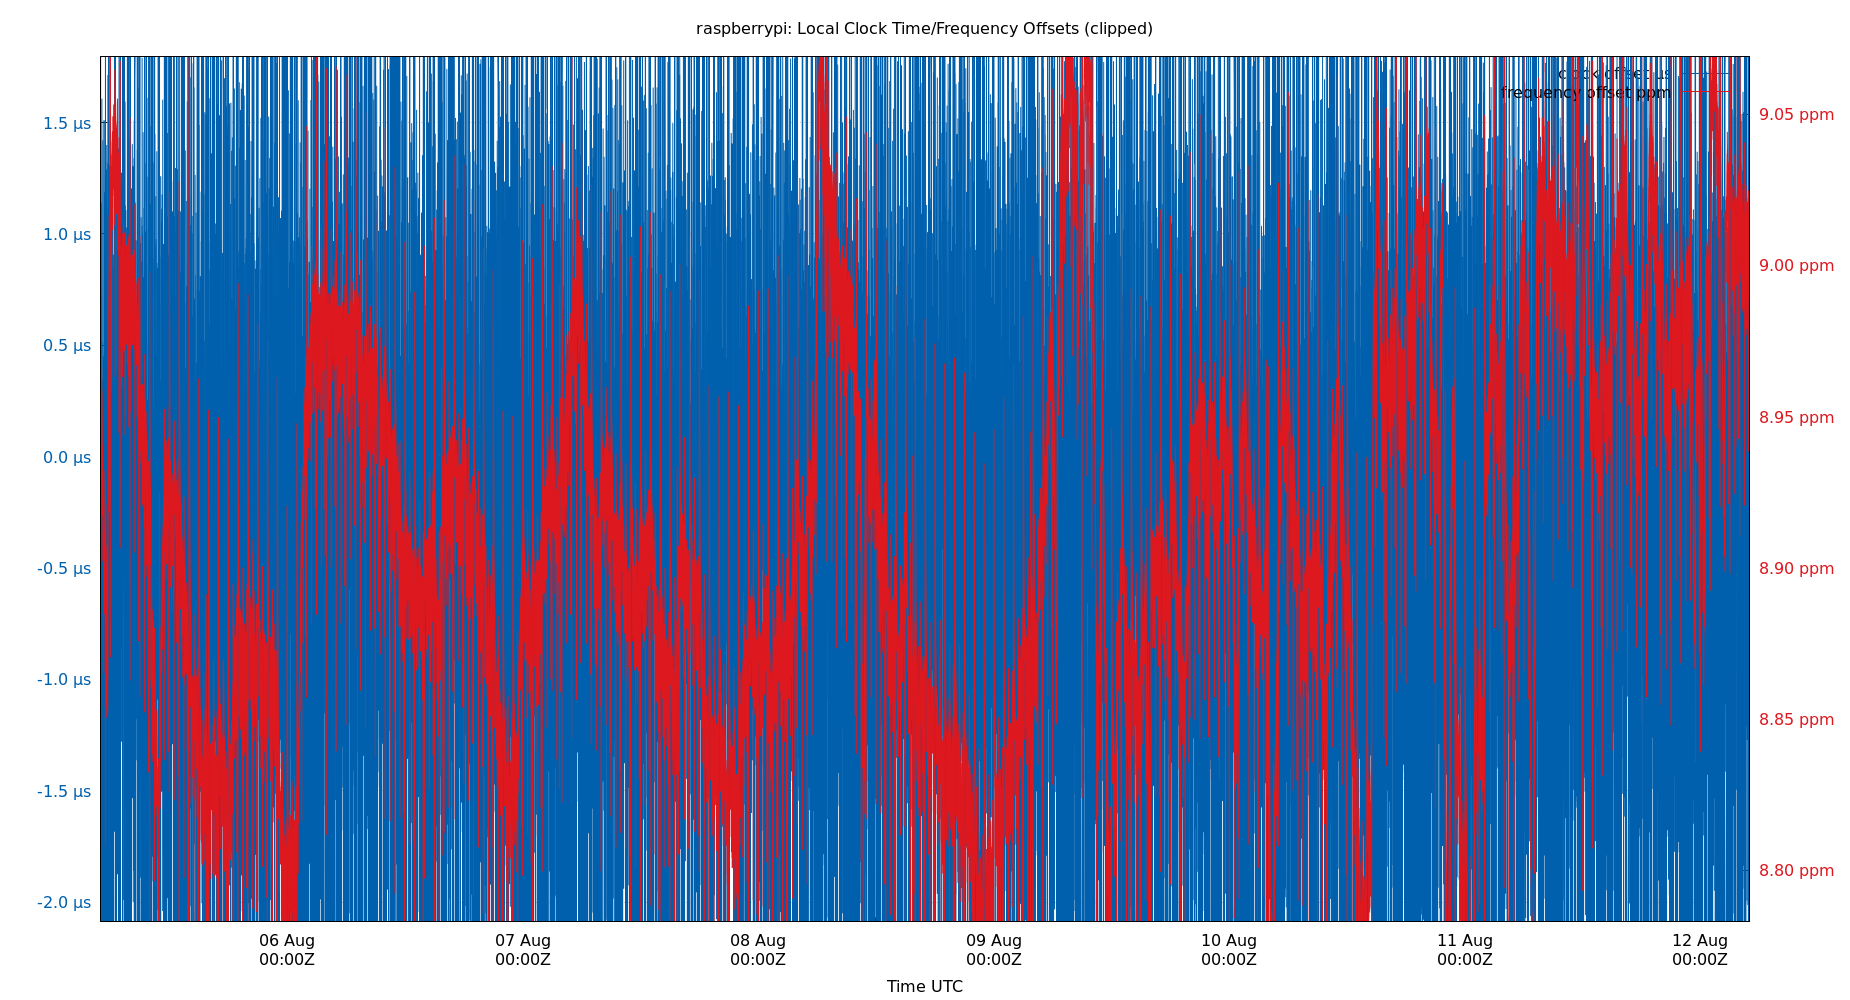 raspberrypi: Local Clock Time/Frequency Offsets (clipped)
clock offset µs
frequency offset ppm
1.5 µs
1.0 µs
0.5 µs
0.0 µs
-0.5 µs
-1.0 µs
-1.5 µs
-2.0 µs
9.05 ppm
9.00 ppm
8.95 ppm
8.90 ppm
8.85 ppm
8.80 ppm
06 Aug
00:00Z
07 Aug
00:00Z
08 Aug
00:00Z
09 Aug
00:00Z
10 Aug
00:00Z
11 Aug
00:00Z
12 Aug
00:00Z
Time UTC